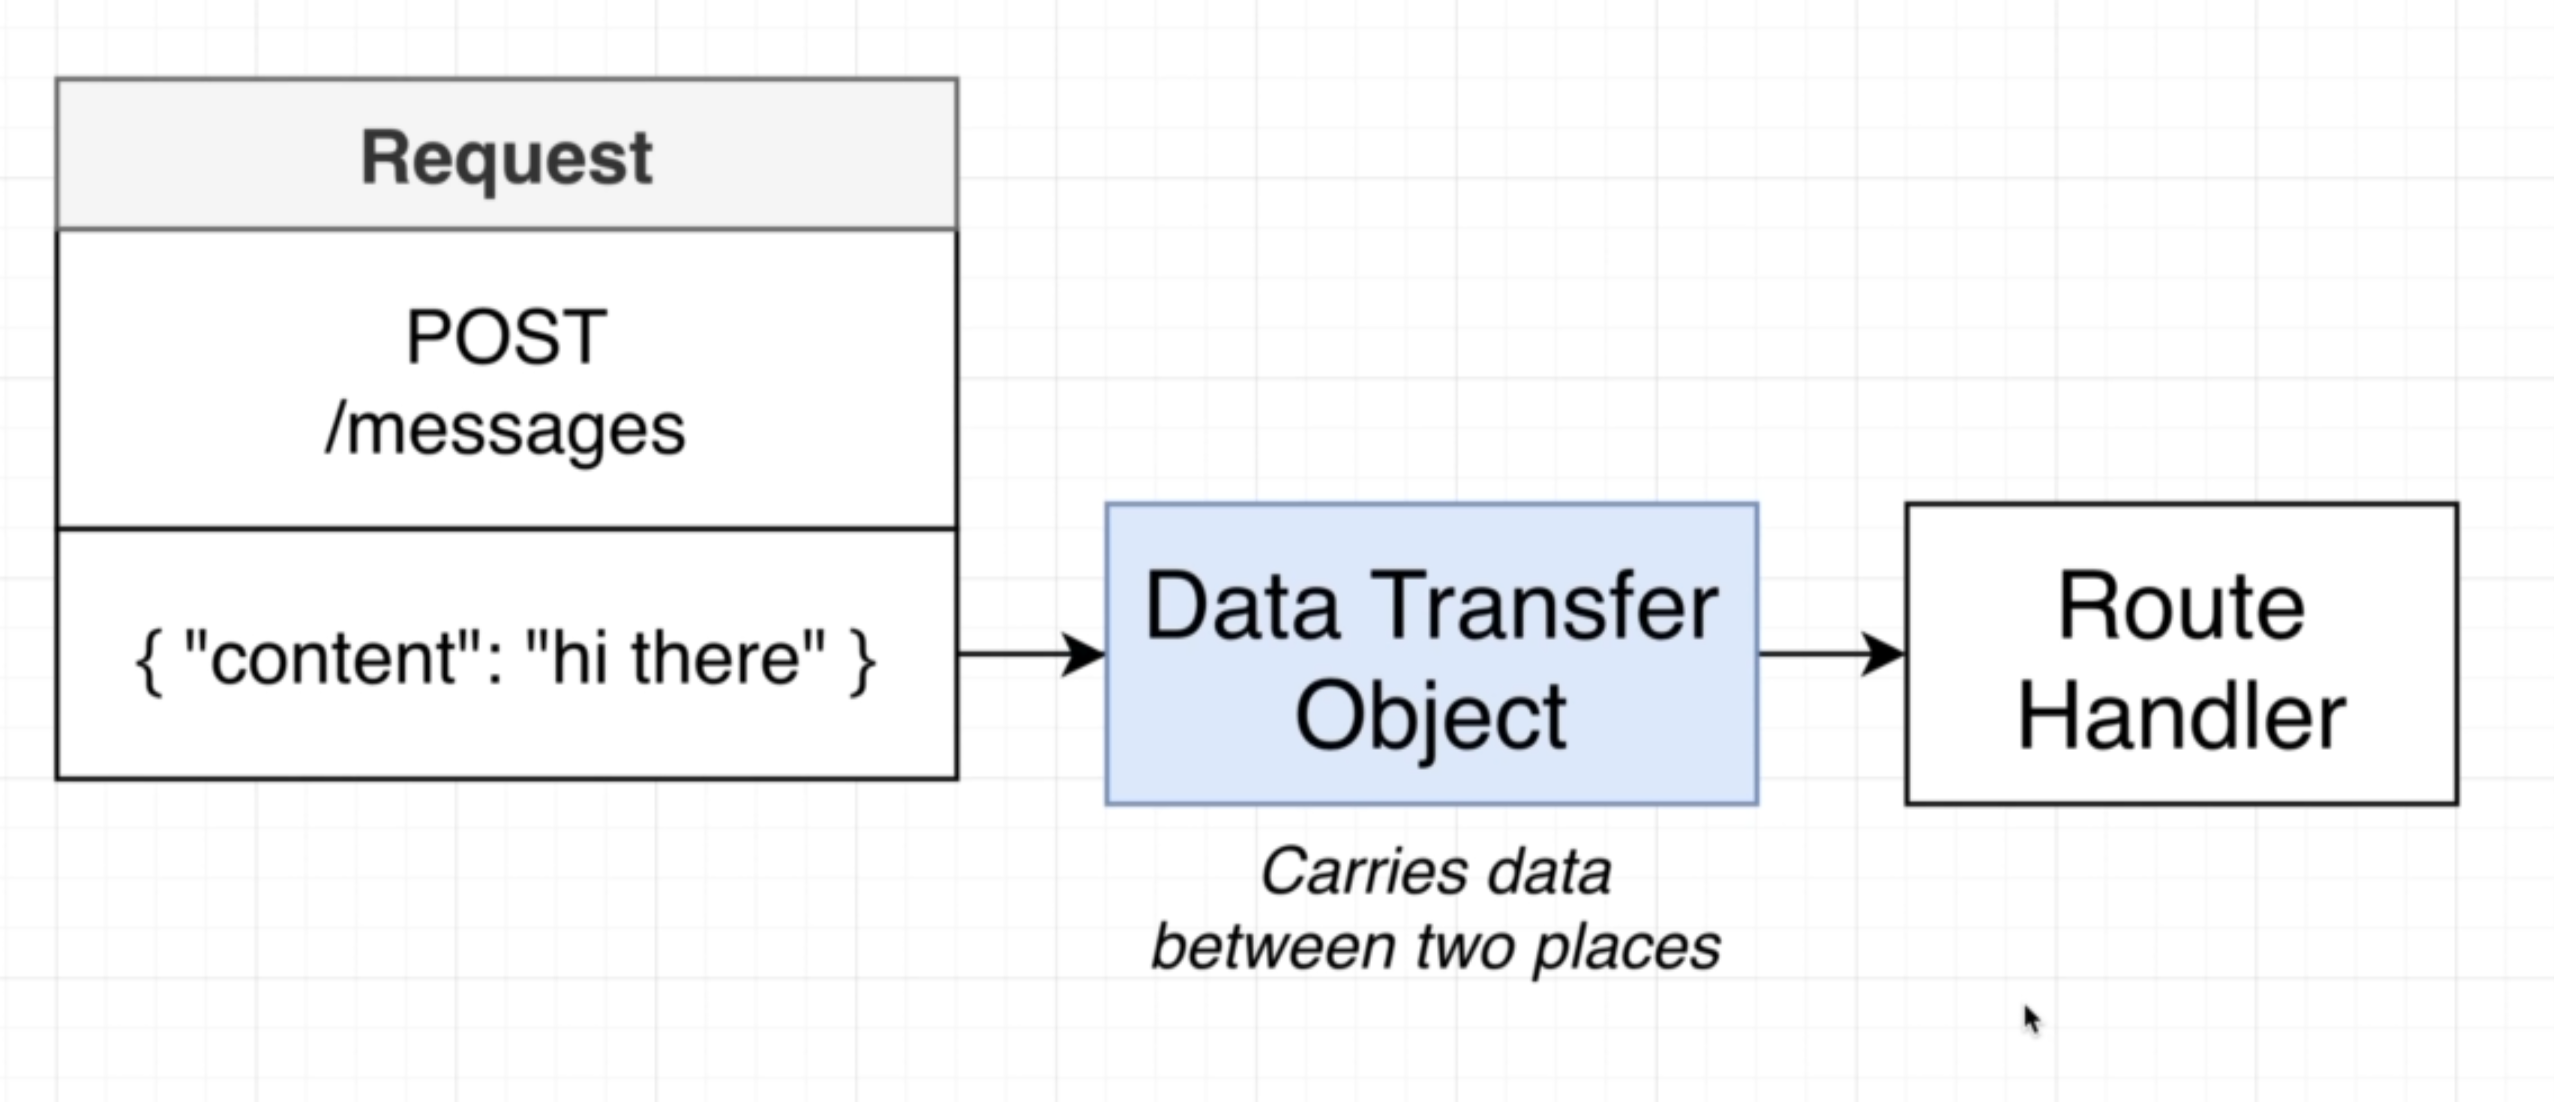 Request
POST
/messages
{ "content": "hi there" }
Data Transfer
Object
Carries data
between two places
Route
Handler